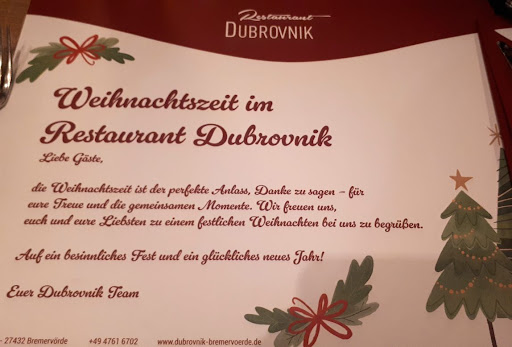 Restaurant
DUBROVNIK
Weihnachtszeit im
Restaurant Dubrovnik
Liebe Gäste,
die Weihnachtszeit ist der perfekte Anlass, Danke zu sagen – für
eure Treue und die gemeinsamen Momente. Wir freuen uns,
euch und eure Liebsten zu einem festlichen Weihnachten bei uns zu begrüßen.
Auf ein besinnliches Fest und ein glückliches neues Jahr!
Euer Dubrovnik Team
- 27432 Bremervörde +49 4761 6702 www.dubrovnik-bremervoerde.de